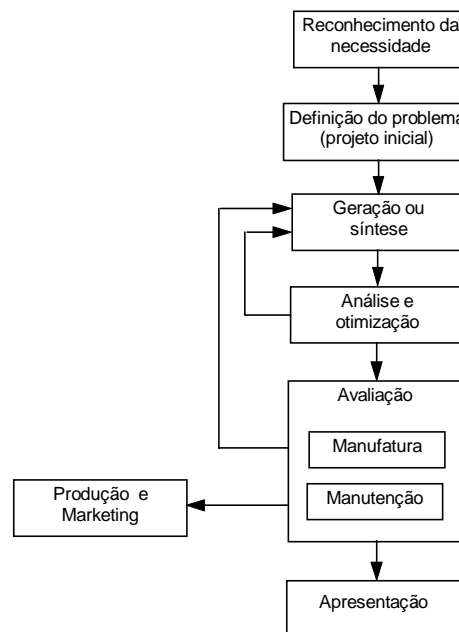 Reconhecimento da
necessidade
Definição do problema
(projeto inicial)
Geração ou
síntese
Análise e
otimização
Avaliação
Manufatura
Manutenção
Produção e
Marketing
Apresentação